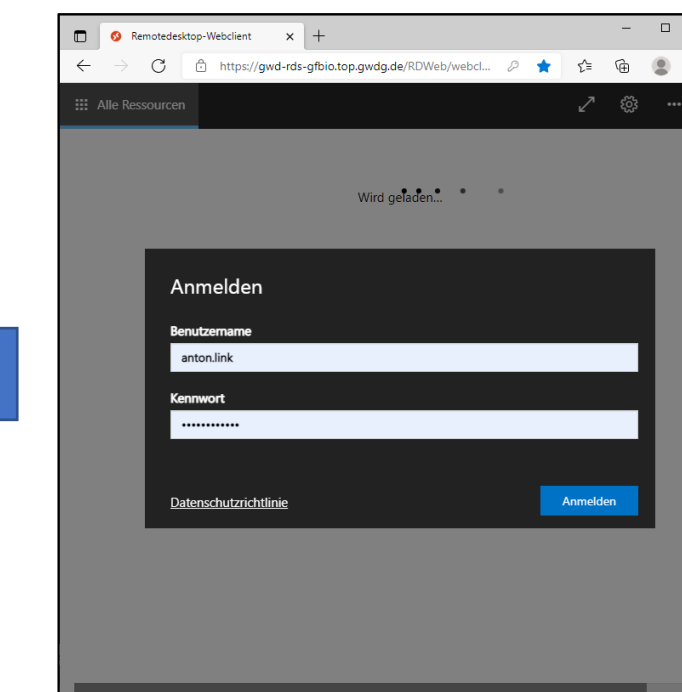 Remotedesktop-Webclient
https://gwd-rds-gfbio.top.gwdg.de/RDWeb/webcl...
Alle Ressourcen
Wird geladen...
Anmelden
Benutzername
anton.link
Kennwort
••••••••••••
Datenschutzrichtlinie
Anmelden